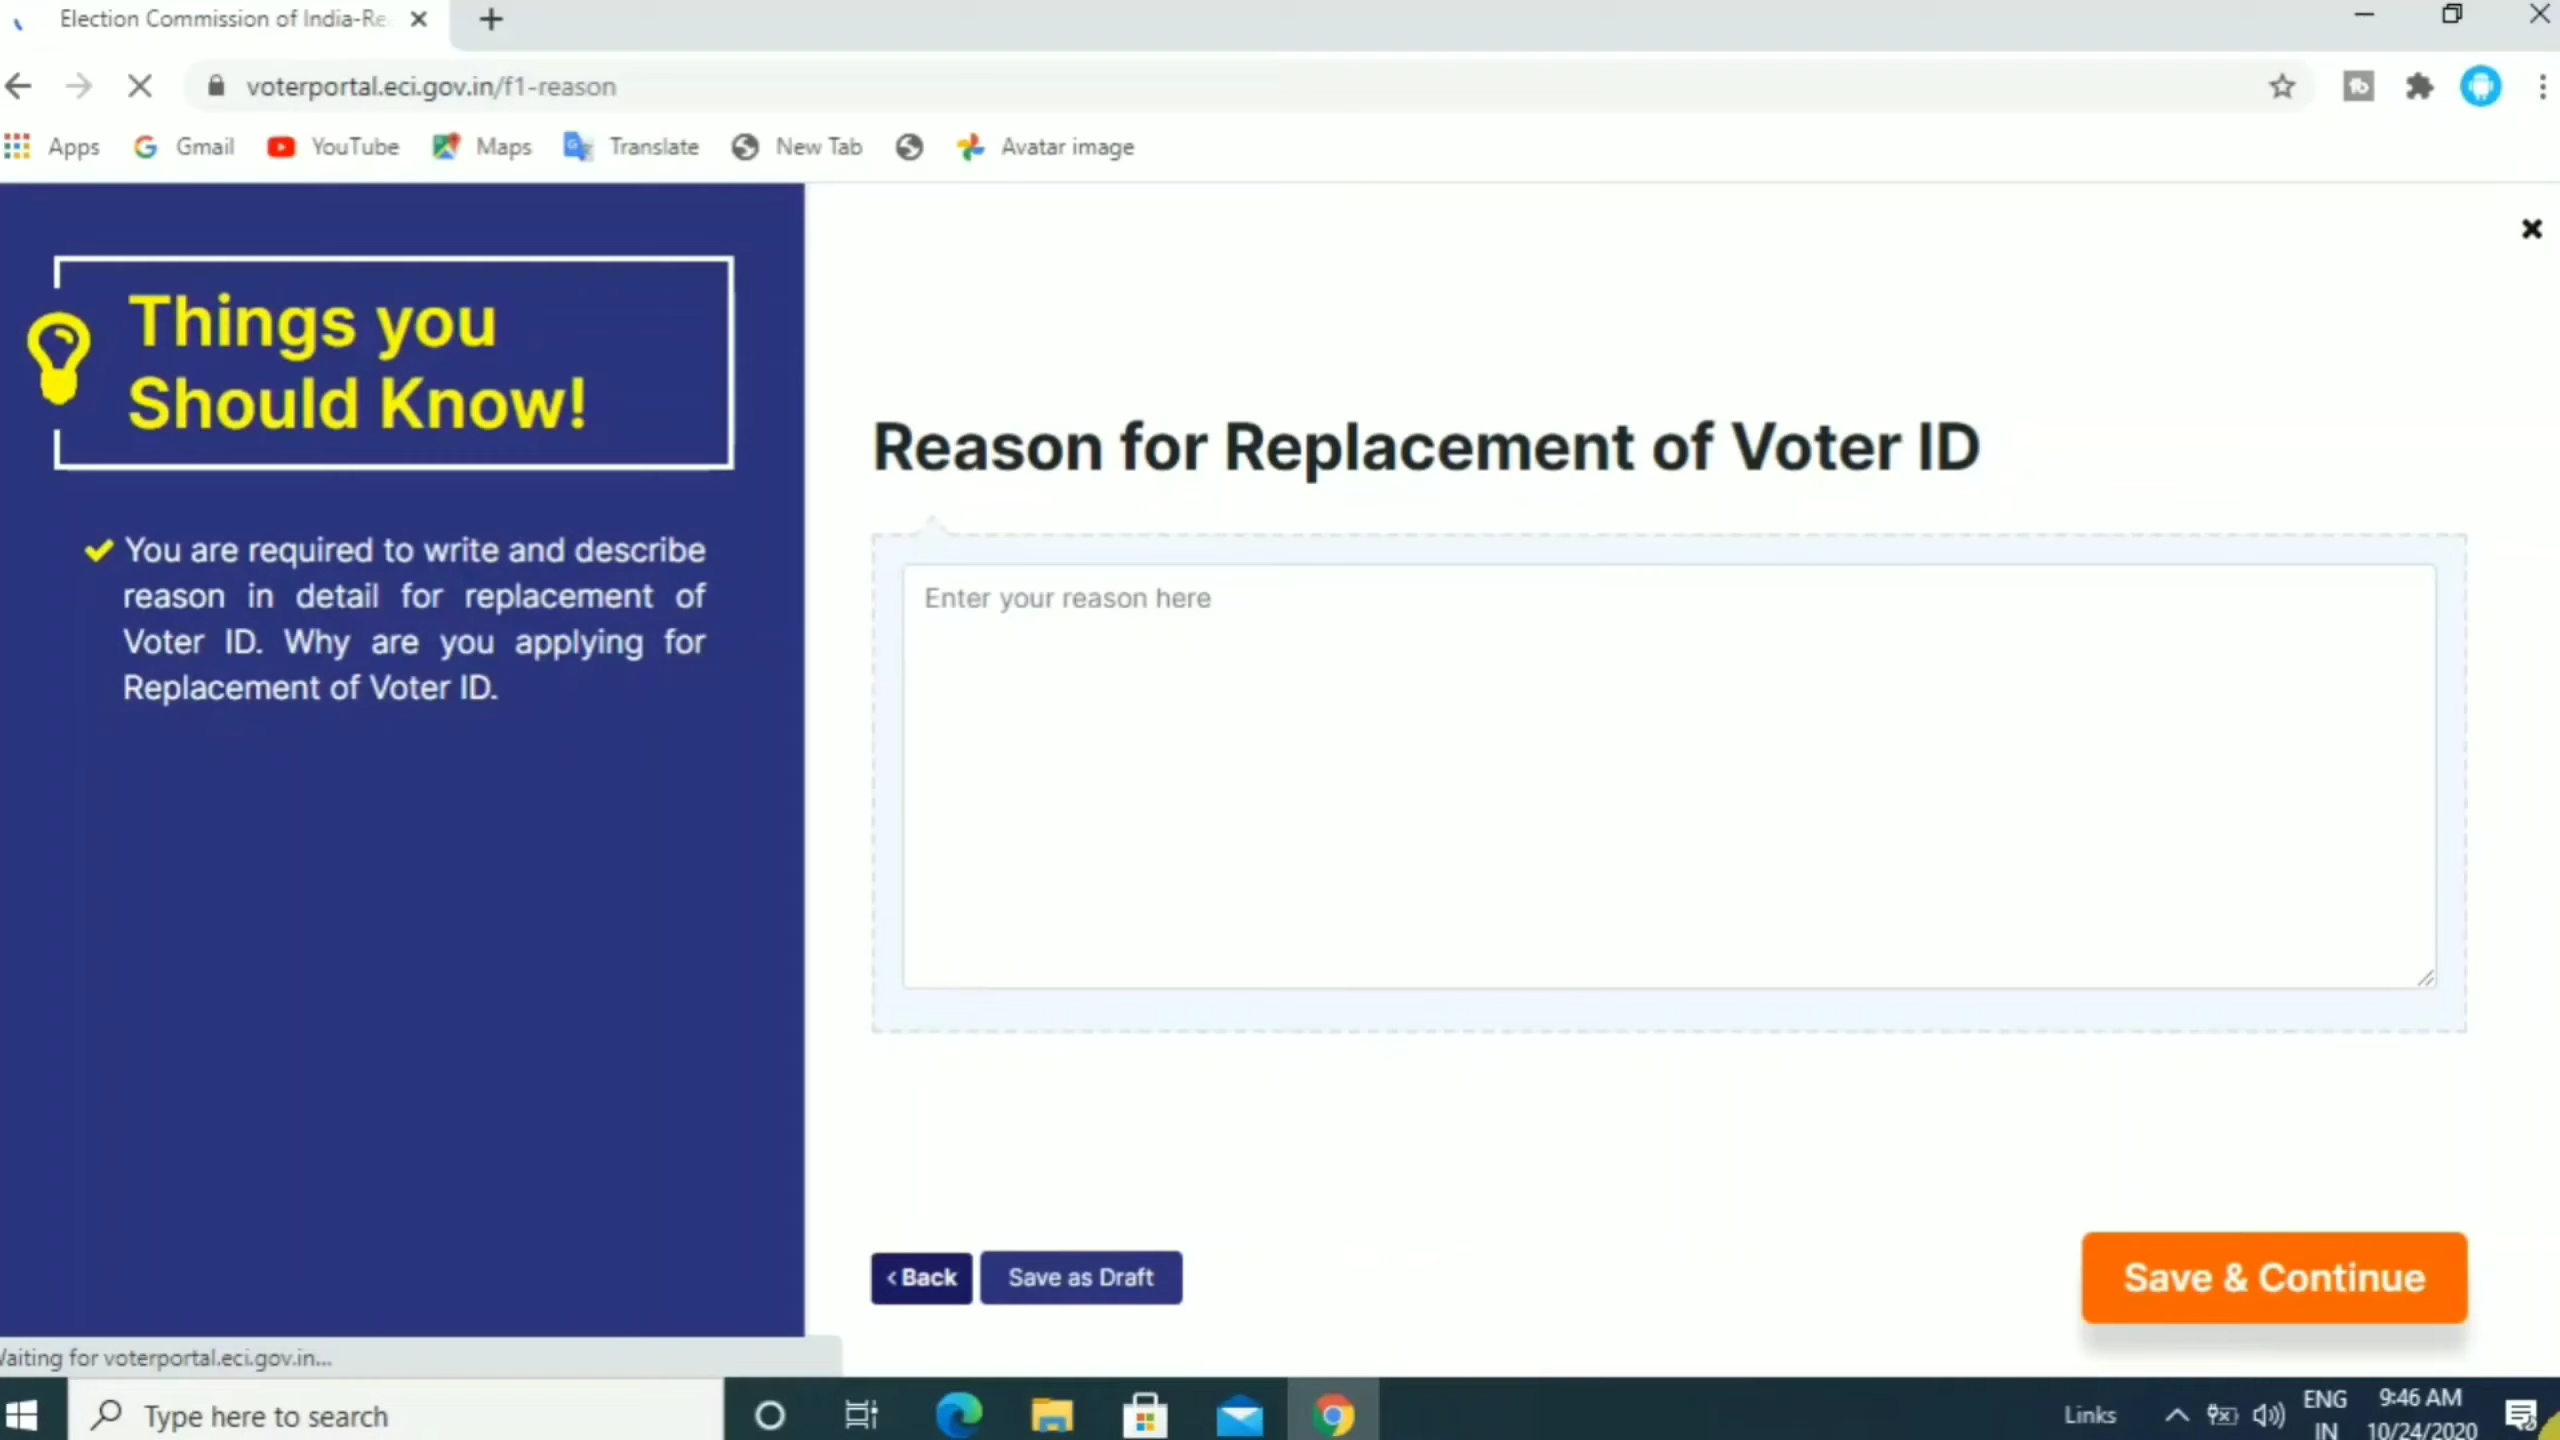 Election Commission of India-Re
voterportal.eci.gov.in/f1-reason
Apps Gmail YouTube Maps Translate New Tab Avatar image
Things you
Should Know!
You are required to write and describe
reason in detail for replacement of
Voter ID. Why are you applying for
Replacement of Voter ID.
Reason for Replacement of Voter ID
Enter your reason here
Back
Save as Draft
Save & Continue
Waiting for voterportal.eci.gov.in...
Type here to search
Links
ENG
IN
9:46 AM
10/24/2020